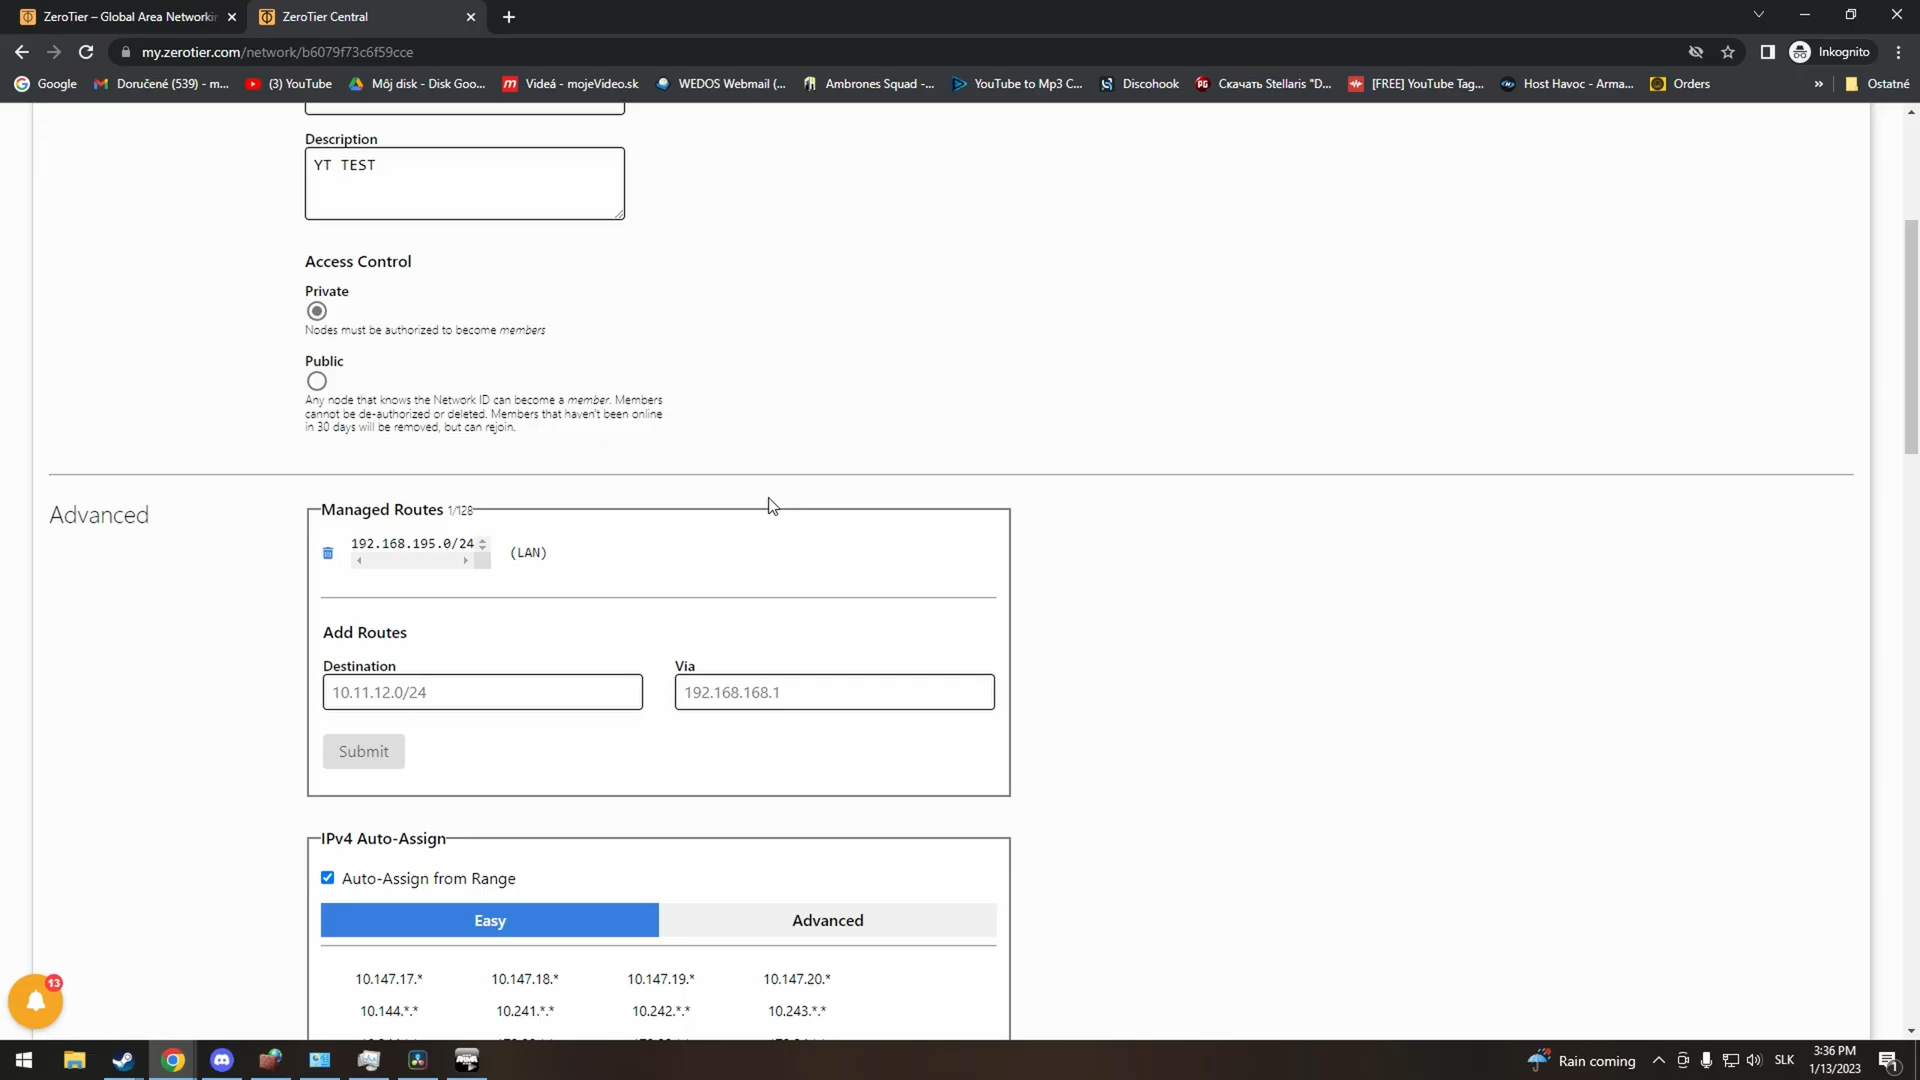 ZeroTier – Global Area Networkin
ZeroTier Central
my.zerotier.com/network/b6079f73c6f59cce
Inkognito
Google
Doručené (539) – m...
(3) YouTube
Môj disk - Disk Goo...
Videá - mojeVideo.sk
WEDOS Webmail (...
Ambrones Squad -...
YouTube to Mp3 C...
Discohook
Скачать Stellaris "D...
[FREE] YouTube Tag...
Host Havoc - Arma...
Orders
»
Ostatné
Description
YT TEST
Access Control
Private
Nodes must be authorized to become members
Public
Any node that knows the Network ID can become a member. Members
cannot be de-authorized or deleted. Members that haven't been online
in 30 days will be removed, but can rejoin.
Advanced
Managed Routes 1/128
192.168.195.0/24
(LAN)
Add Routes
Destination
Via
10.11.12.0/24
192.168.168.1
Submit
IPv4 Auto-Assign
Auto-Assign from Range
Easy
Advanced
10.147.17.*
10.147.18.*
10.147.19.*
10.147.20.*
10.144.*.*
10.241.*.*
10.242.*.*
10.243.*.*
13
Rain coming
SLK
3:36 PM
1/13/2023
1